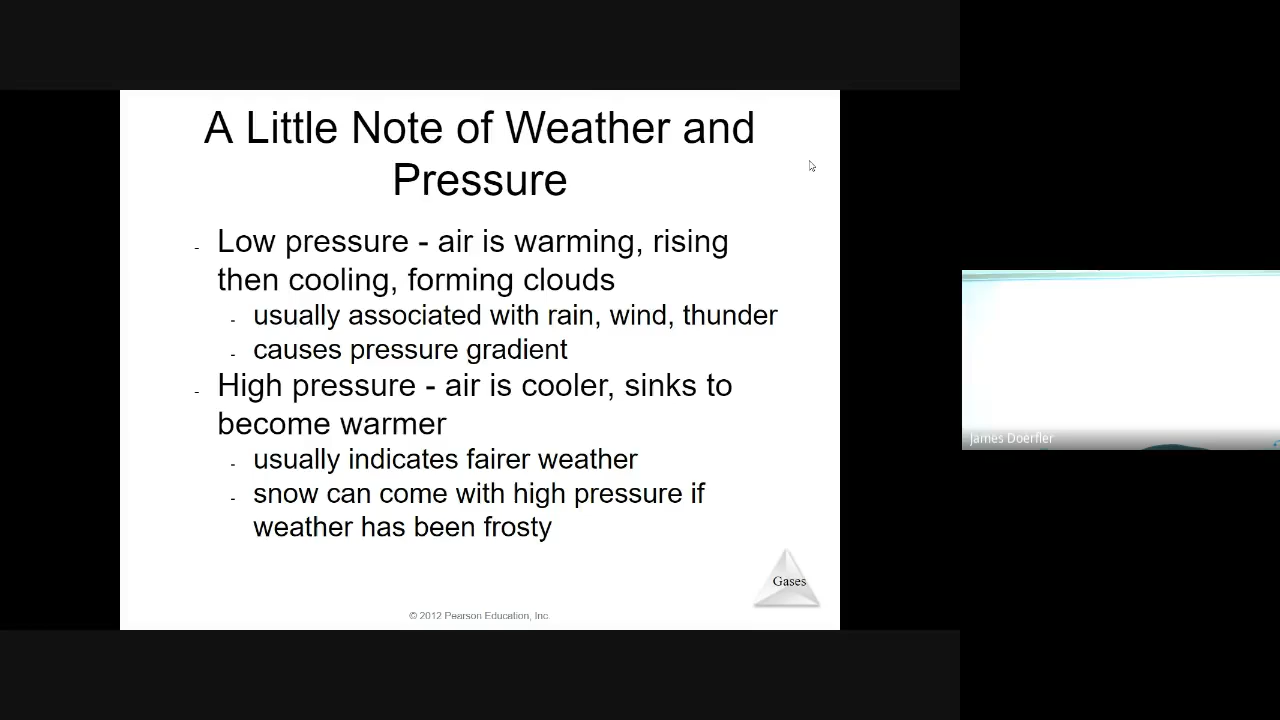 A Little Note of Weather and
Pressure
- Low pressure - air is warming, rising
then cooling, forming clouds
- usually associated with rain, wind, thunder
- causes pressure gradient
- High pressure - air is cooler, sinks to
become warmer
- usually indicates fairer weather
- snow can come with high pressure if
weather has been frosty
Gases
© 2012 Pearson Education, Inc.
James Doerfler